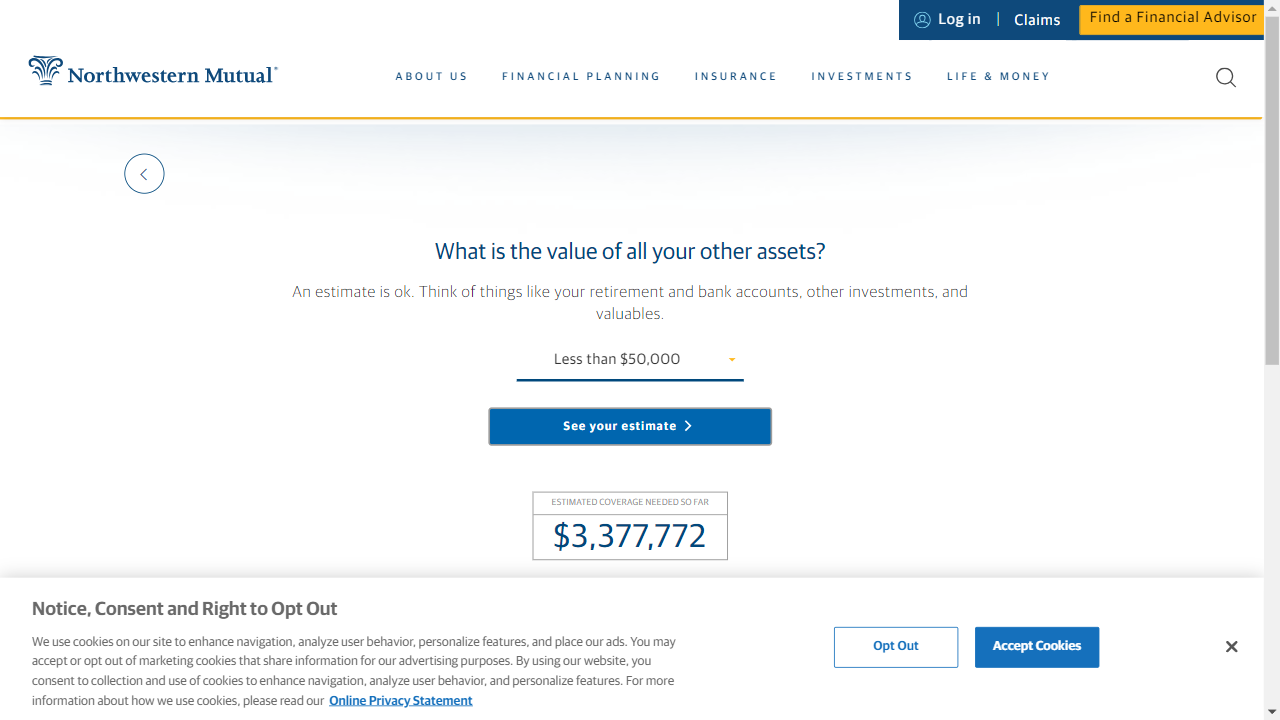 Log in
Claims
Find a Financial Advisor
Northwestern Mutual®
ABOUT US
FINANCIAL PLANNING
INSURANCE
INVESTMENTS
LIFE & MONEY
What is the value of all your other assets?
An estimate is ok. Think of things like your retirement and bank accounts, other investments, and
valuables.
Less than $50,000
See your estimate
ESTIMATED COVERAGE NEEDED SO FAR
$3,377,772
Notice, Consent and Right to Opt Out
We use cookies on our site to enhance navigation, analyze user behavior, personalize features, and place our ads. You may
accept or opt out of marketing cookies that share information for our advertising purposes. By using our website, you
consent to collection and use of cookies to enhance navigation, analyze user behavior, and personalize features. For more
information about how we use cookies, please read our Online Privacy Statement
Opt Out
Accept Cookies